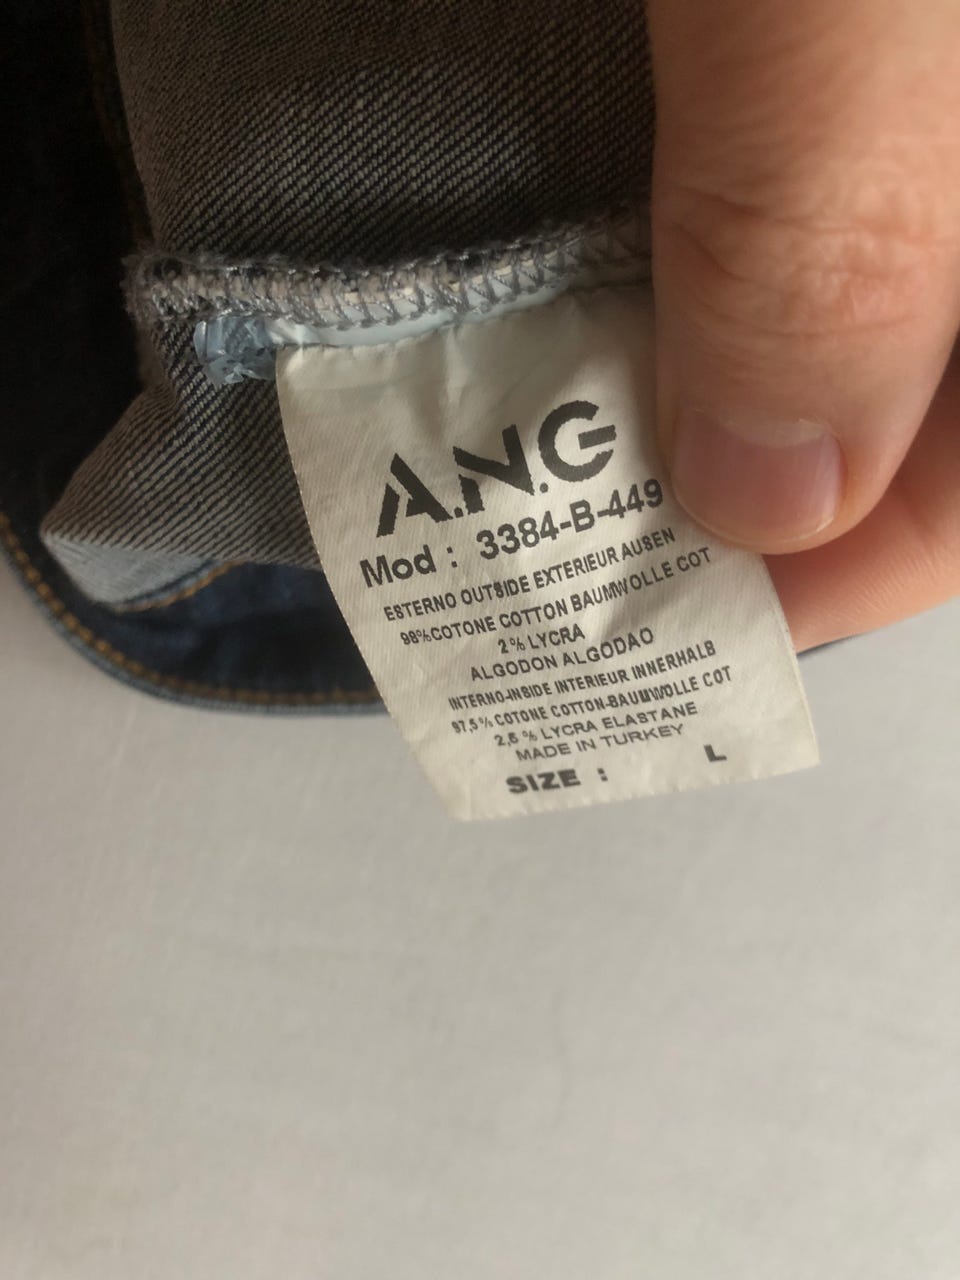 A.N.G
Mod : 3384-B-449
ESTERNO OUTSIDE EXTERIEUR AUSEN
98%COTONE COTTON BAUMWOLLE COT
2% LYCRA
ALGODON ALGODAO
INTERNO-INSIDE INTERIEUR INNERHALB
97,5% COTONE COTTON-BAUMWOLLE COT
2,5 % LYCRA ELASTANE
MADE IN TURKEY
SIZE : L